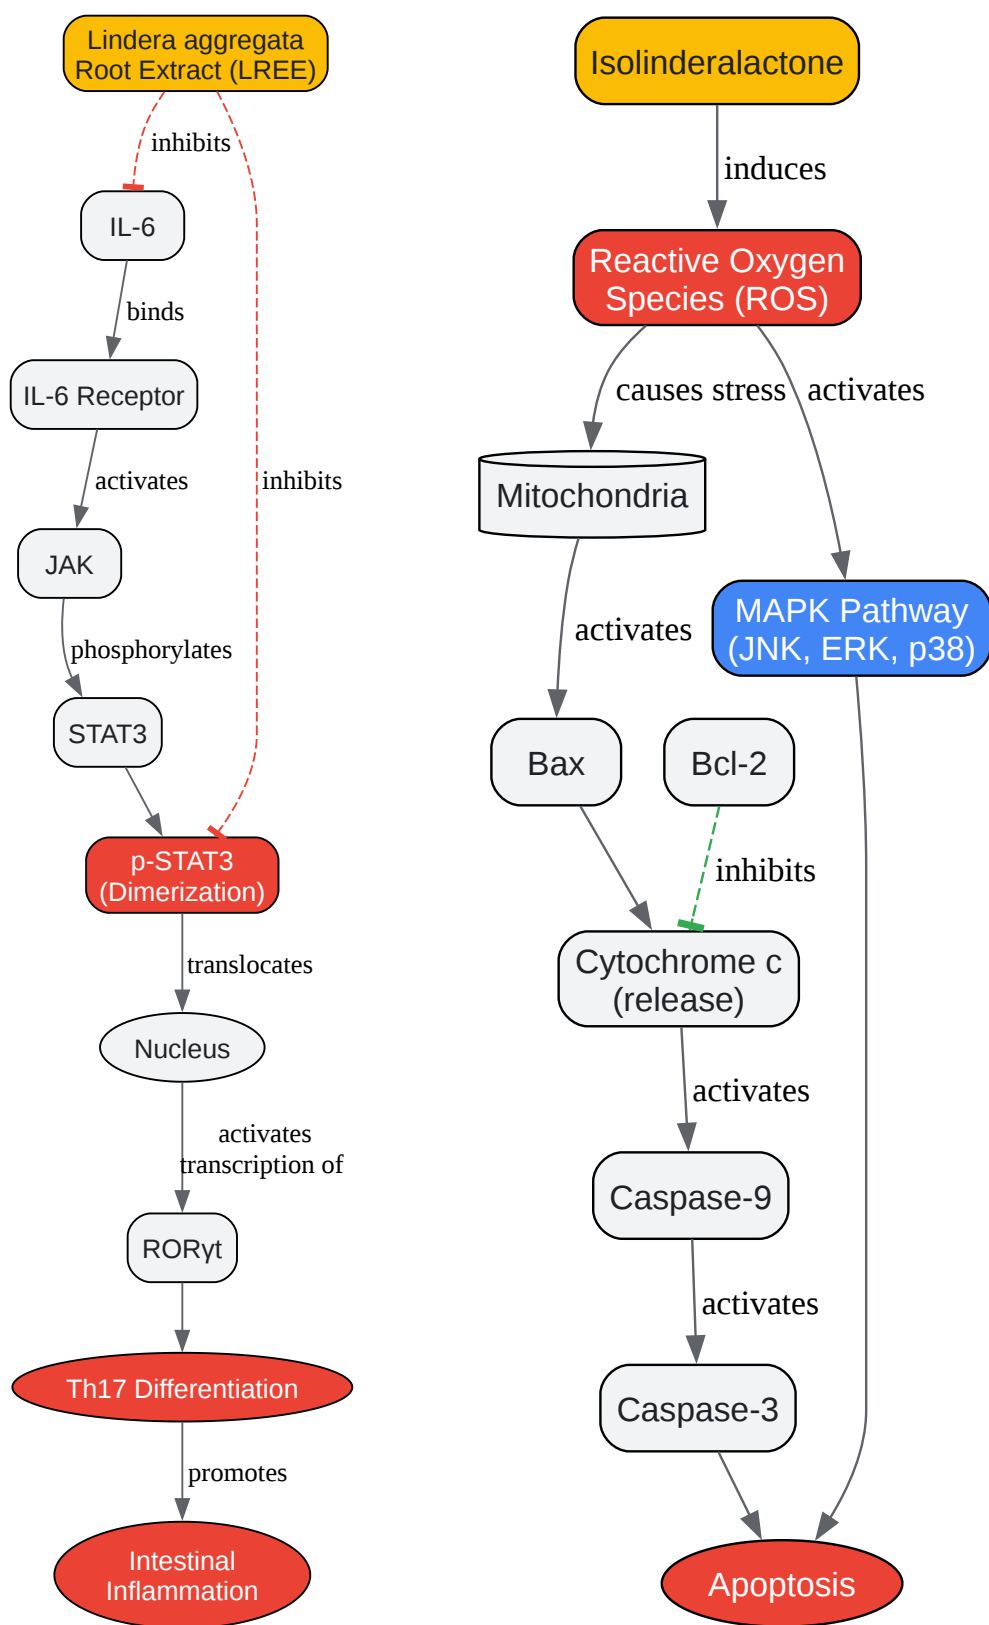 Lindera aggregata
Root Extract (LREE)
inhibits
IL-6
binds
IL-6 Receptor
activates
inhibits
JAK
phosphorylates
STAT3
p-STAT3
(Dimerization)
translocates
Nucleus
activates
transcription of
RORγt
Th17 Differentiation
promotes
Intestinal
Inflammation
Isolinderalactone
induces
Reactive Oxygen
Species (ROS)
causes stress
activates
Mitochondria
MAPK Pathway
(JNK, ERK, p38)
activates
Bax
Bcl-2
inhibits
Cytochrome c
(release)
activates
Caspase-9
activates
Caspase-3
Apoptosis